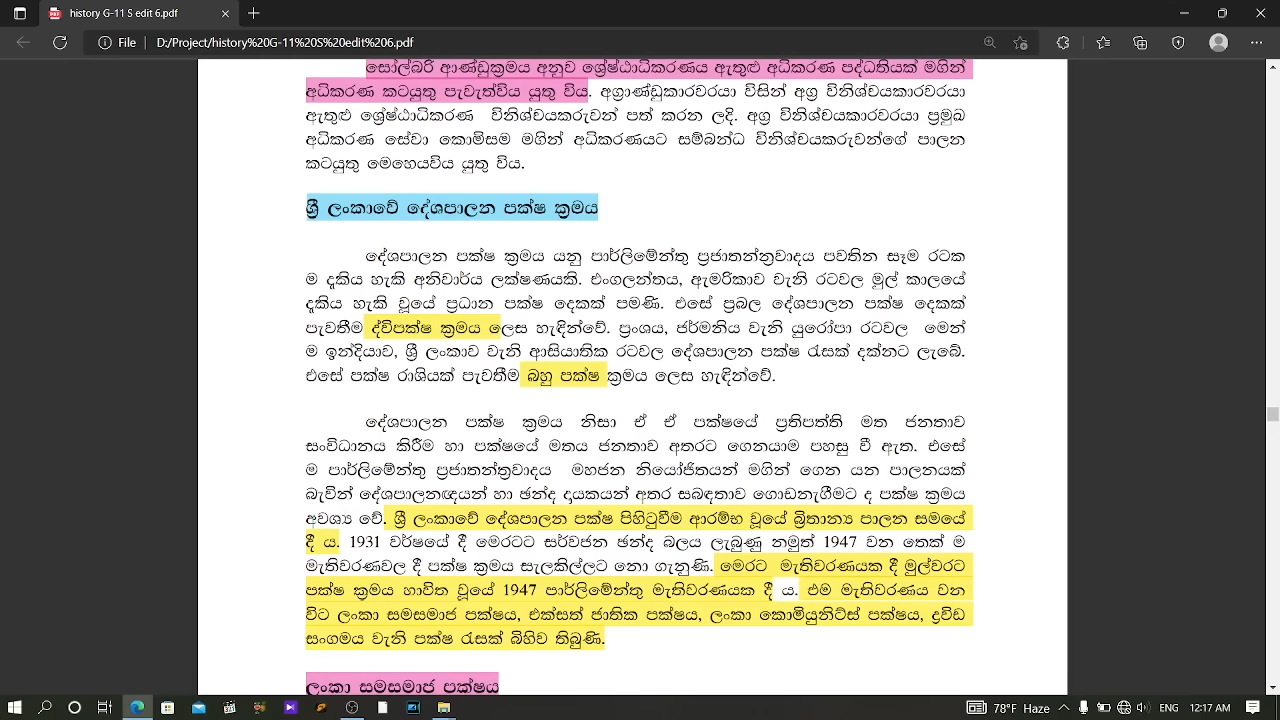 history G-11 S edit 6.pdf
File
D:/Project/history%20G-11%20S%20edit%206.pdf
සෝල්බරි ආණ්ඩුක්‍රමය අනුව ශ්‍රේෂ්ඨාධිකරණය ඇතුළු අධිකරණ පද්ධතියක් මගින්
අධිකරණ කටයුතු පැවැත්විය යුතු විය. අග්‍රාණ්ඩුකාරවරයා විසින් අග්‍ර විනිශ්චයකාරවරයා
ඇතුළු ශ්‍රේෂ්ඨාධිකරණ විනිශ්චයකරුවන් පත් කරන ලදි. අග්‍ර විනිශ්චයකාරවරයා ප්‍රමුඛ
අධිකරණ සේවා කොමිසම මගින් අධිකරණයට සම්බන්ධ විනිශ්චයකරුවන්ගේ පාලන
කටයුතු මෙහෙයවිය යුතු විය.
ශ්‍රී ලංකාවේ දේශපාලන පක්ෂ ක්‍රමය
දේශපාලන පක්ෂ ක්‍රමය යනු පාර්ලිමේන්තු ප්‍රජාතන්ත්‍රවාදය පවතින සෑම රටක
ම දැකිය හැකි අනිවාර්ය ලක්ෂණයකි. එංගලන්තය, ඇමරිකාව වැනි රටවල මුල් කාලයේ
දැකිය හැකි වූයේ ප්‍රධාන පක්ෂ දෙකක් පමණි. එසේ ප්‍රබල දේශපාලන පක්ෂ දෙකක්
පැවතීම ද්විපක්ෂ ක්‍රමය ලෙස හැඳින්වේ. ප්‍රංශය, ජර්මනිය වැනි යුරෝපා රටවල මෙන්
ම ඉන්දියාව, ශ්‍රී ලංකාව වැනි ආසියාතික රටවල දේශපාලන පක්ෂ රැසක් දක්නට ලැබේ.
එසේ පක්ෂ රාශියක් පැවතීම බහු පක්ෂ ක්‍රමය ලෙස හැඳින්වේ.
දේශපාලන පක්ෂ ක්‍රමය නිසා ඒ ඒ පක්ෂයේ ප්‍රතිපත්ති මත ජනතාව
සංවිධානය කිරීම හා පක්ෂයේ මතය ජනතාව අතරට ගෙනයාම පහසු වී ඇත. එසේ
ම පාර්ලිමේන්තු ප්‍රජාතන්ත්‍රවාදය මහජන නියෝජිතයන් මගින් ගෙන යන පාලනයක්
බැවින් දේශපාලනඥයන් හා ඡන්ද දායකයන් අතර සබඳතාව ගොඩනැගීමට ද පක්ෂ ක්‍රමය
අවශ්‍ය වේ. ශ්‍රී ලංකාවේ දේශපාලන පක්ෂ පිහිටුවීම ආරම්භ වූයේ බ්‍රිතාන්‍ය පාලන සමයේ
දී ය. 1931 වර්ෂයේ දී මෙරටට සර්වජන ඡන්ද බලය ලැබුණු නමුත් 1947 වන තෙක් ම
මැතිවරණවල දී පක්ෂ ක්‍රමය සැලකිල්ලට නො ගැනුණි. මෙරට මැතිවරණයක දී මුල්වරට
පක්ෂ ක්‍රමය භාවිත වූයේ 1947 පාර්ලිමේන්තු මැතිවරණයක දී ය. එම මැතිවරණය වන
විට ලංකා සමසමාජ පක්ෂය, එක්සත් ජාතික පක්ෂය, ලංකා කොමියුනිට්ස් පක්ෂය, ද්‍රවිඩ
සංගමය වැනි පක්ෂ රැසක් බිහිව තිබුණි.
ලංකා සමසමාජ පක්ෂය
78°F Haze
ENG
12:17 AM